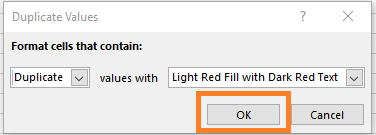 Duplicate Values ? ×
Format cells that contain:
Duplicate values with Light Red Fill with Dark Red Text
OK Cancel